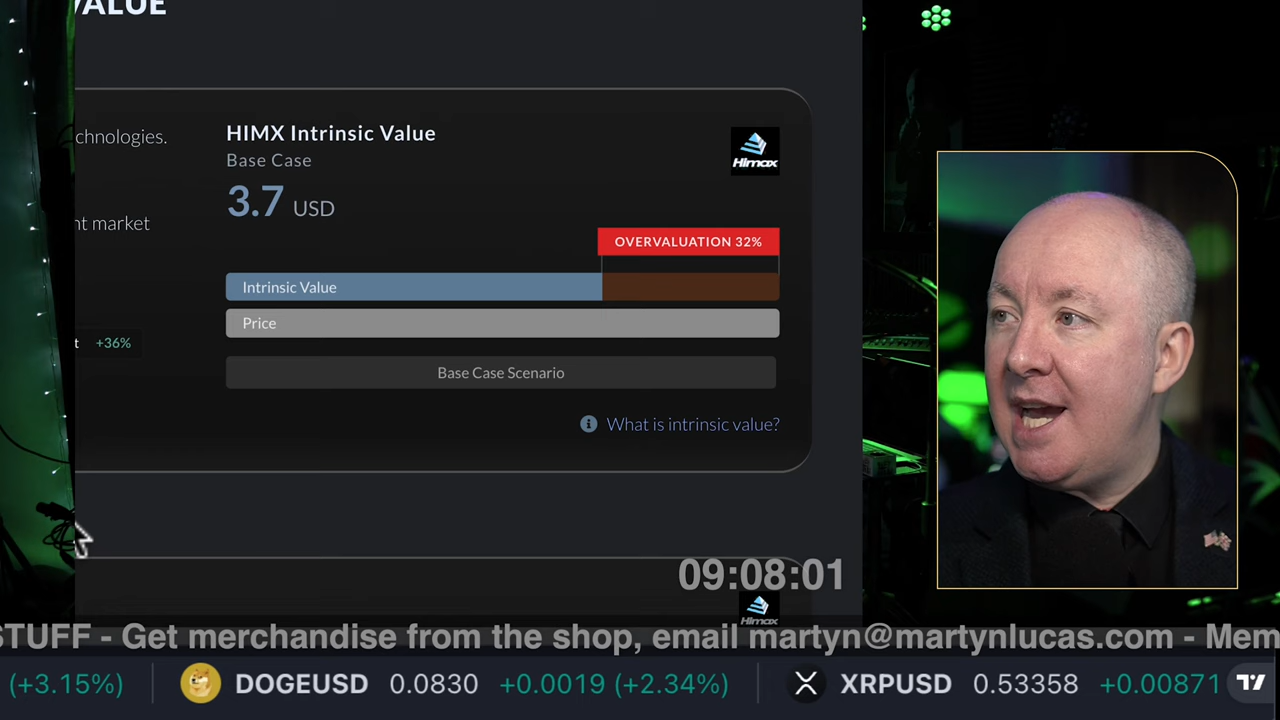 VALUE
chnologies.
HIMX Intrinsic Value
Base Case
Himax
3.7 USD
nt market
OVERVALUATION 32%
Intrinsic Value
Price
t +36%
Base Case Scenario
What is intrinsic value?
09:08:01
Himax
STUFF - Get merchandise from the shop, email martyn@martynlucas.com - Mem
(+3.15%) DOGEUSD 0.0830 +0.0019 (+2.34%) XRPUSD 0.53358 +0.00871